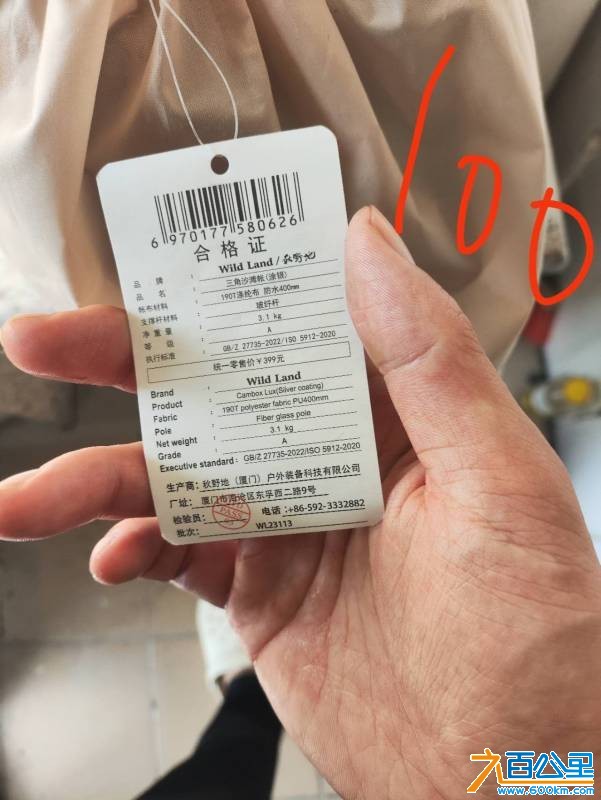 100
6 970177 580626
合格证
品 牌 : Wild Land / 秋野地
品 名 : 三角沙滩帐(涂银)
帐布材料 : 190T涤纶布 防水400mm
支撑杆材料 : 玻纤杆
净 重 量 : 3.1 kg
等 级 : A
执行标准 : GB/Z 27735-2022/ISO 5912-2020
统一零售价￥399元
Brand : Wild Land
Product : Cambox Lux(Silver coating)
Fabric : 190T polyester fabric PU400mm
Pole : Fiber glass pole
Net weight : 3.1 kg
Grade : A
Executive standard : GB/Z 27735-2022/ISO 5912-2020
生产商: 秋野地（厦门）户外装备科技有限公司
厂址: 厦门市海沧区东孚西二路9号
检验员: PASS 电话:+86-592-3332882
批次: WL23113
六百公里
www.600km.com